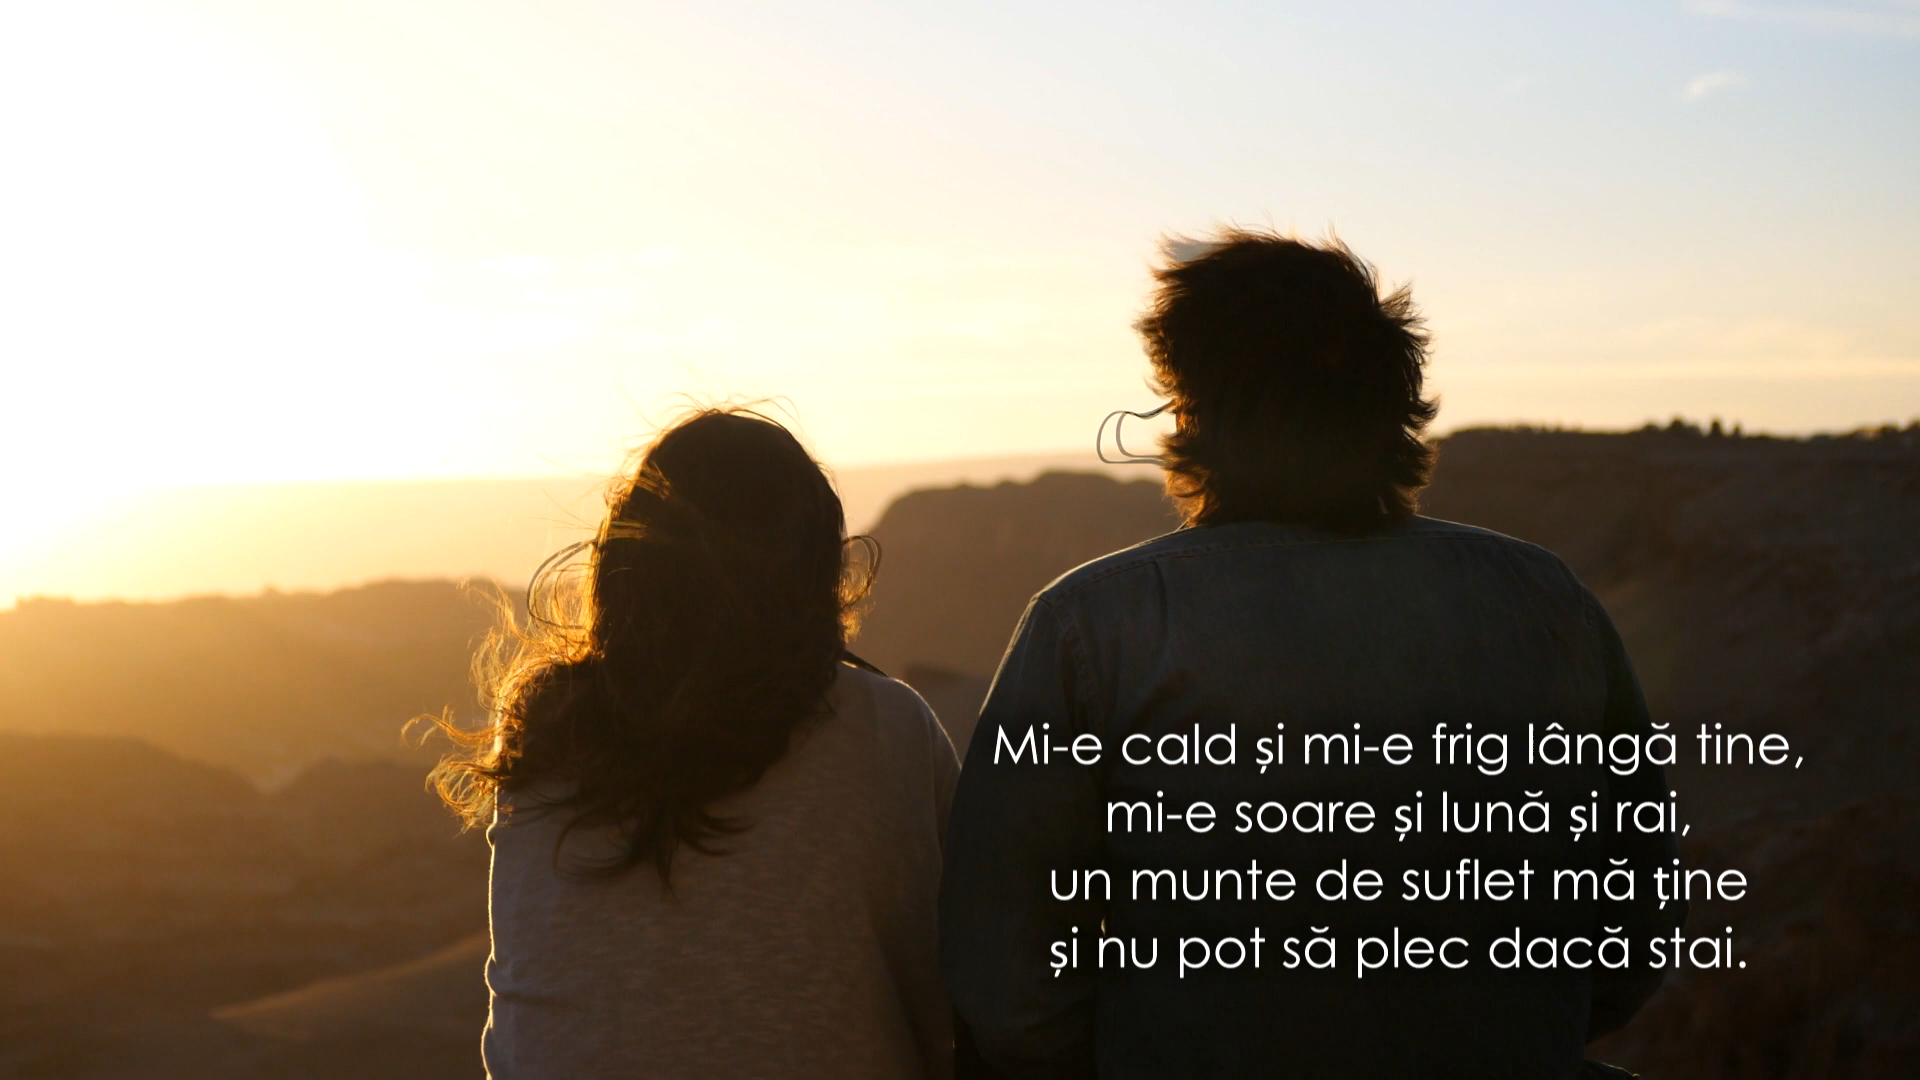 Mi-e cald și mi-e frig lângă tine,
mi-e soare și lună și rai,
un munte de suflet mă ține
și nu pot să plec dacă stai.